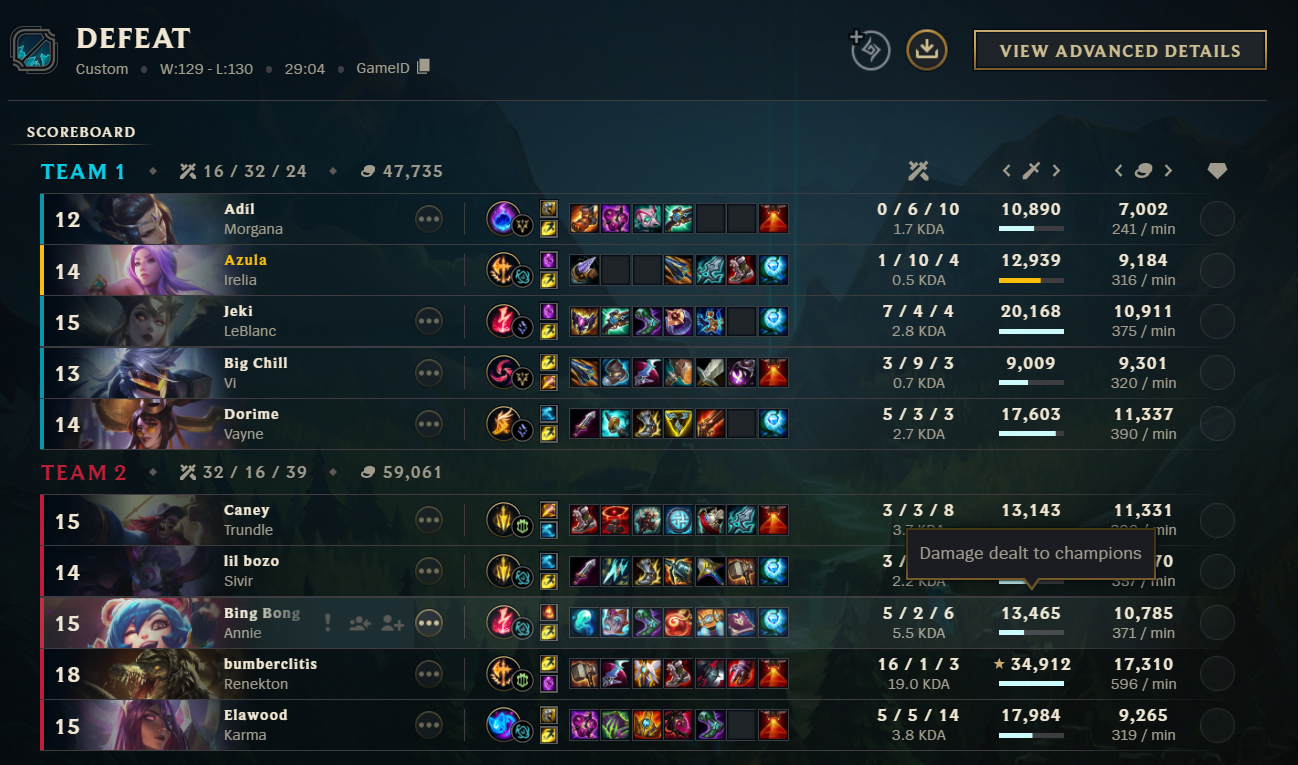 DEFEAT
Custom • W:129 - L:130 • 29:04 • GameID
VIEW ADVANCED DETAILS
SCOREBOARD
TEAM 1 16 / 32 / 24 47,735
12 Adíl 0 / 6 / 10 10,890 7,002
Morgana 1.7 KDA 241 / min
14 Azula 1 / 10 / 4 12,939 9,184
Irelia 0.5 KDA 316 / min
15 Jeki 7 / 4 / 4 20,168 10,911
LeBlanc 2.8 KDA 375 / min
13 Big Chill 3 / 9 / 3 9,009 9,301
Vi 0.7 KDA 320 / min
14 Dorime 5 / 3 / 3 17,603 11,337
Vayne 2.7 KDA 390 / min
TEAM 2 32 / 16 / 39 59,061
15 Caney 3 / 3 / 8 13,143 11,331
Trundle / min
Damage dealt to champions
14 lil bozo 3 /
Sivir 2.2 KDA / min
15 Bing Bong 5 / 2 / 6 13,465 10,785
Annie 5.5 KDA 371 / min
18 bumberclitis 16 / 1 / 3 34,912 17,310
Renekton 19.0 KDA 596 / min
15 Elawood 5 / 5 / 14 17,984 9,265
Karma 3.8 KDA 319 / min